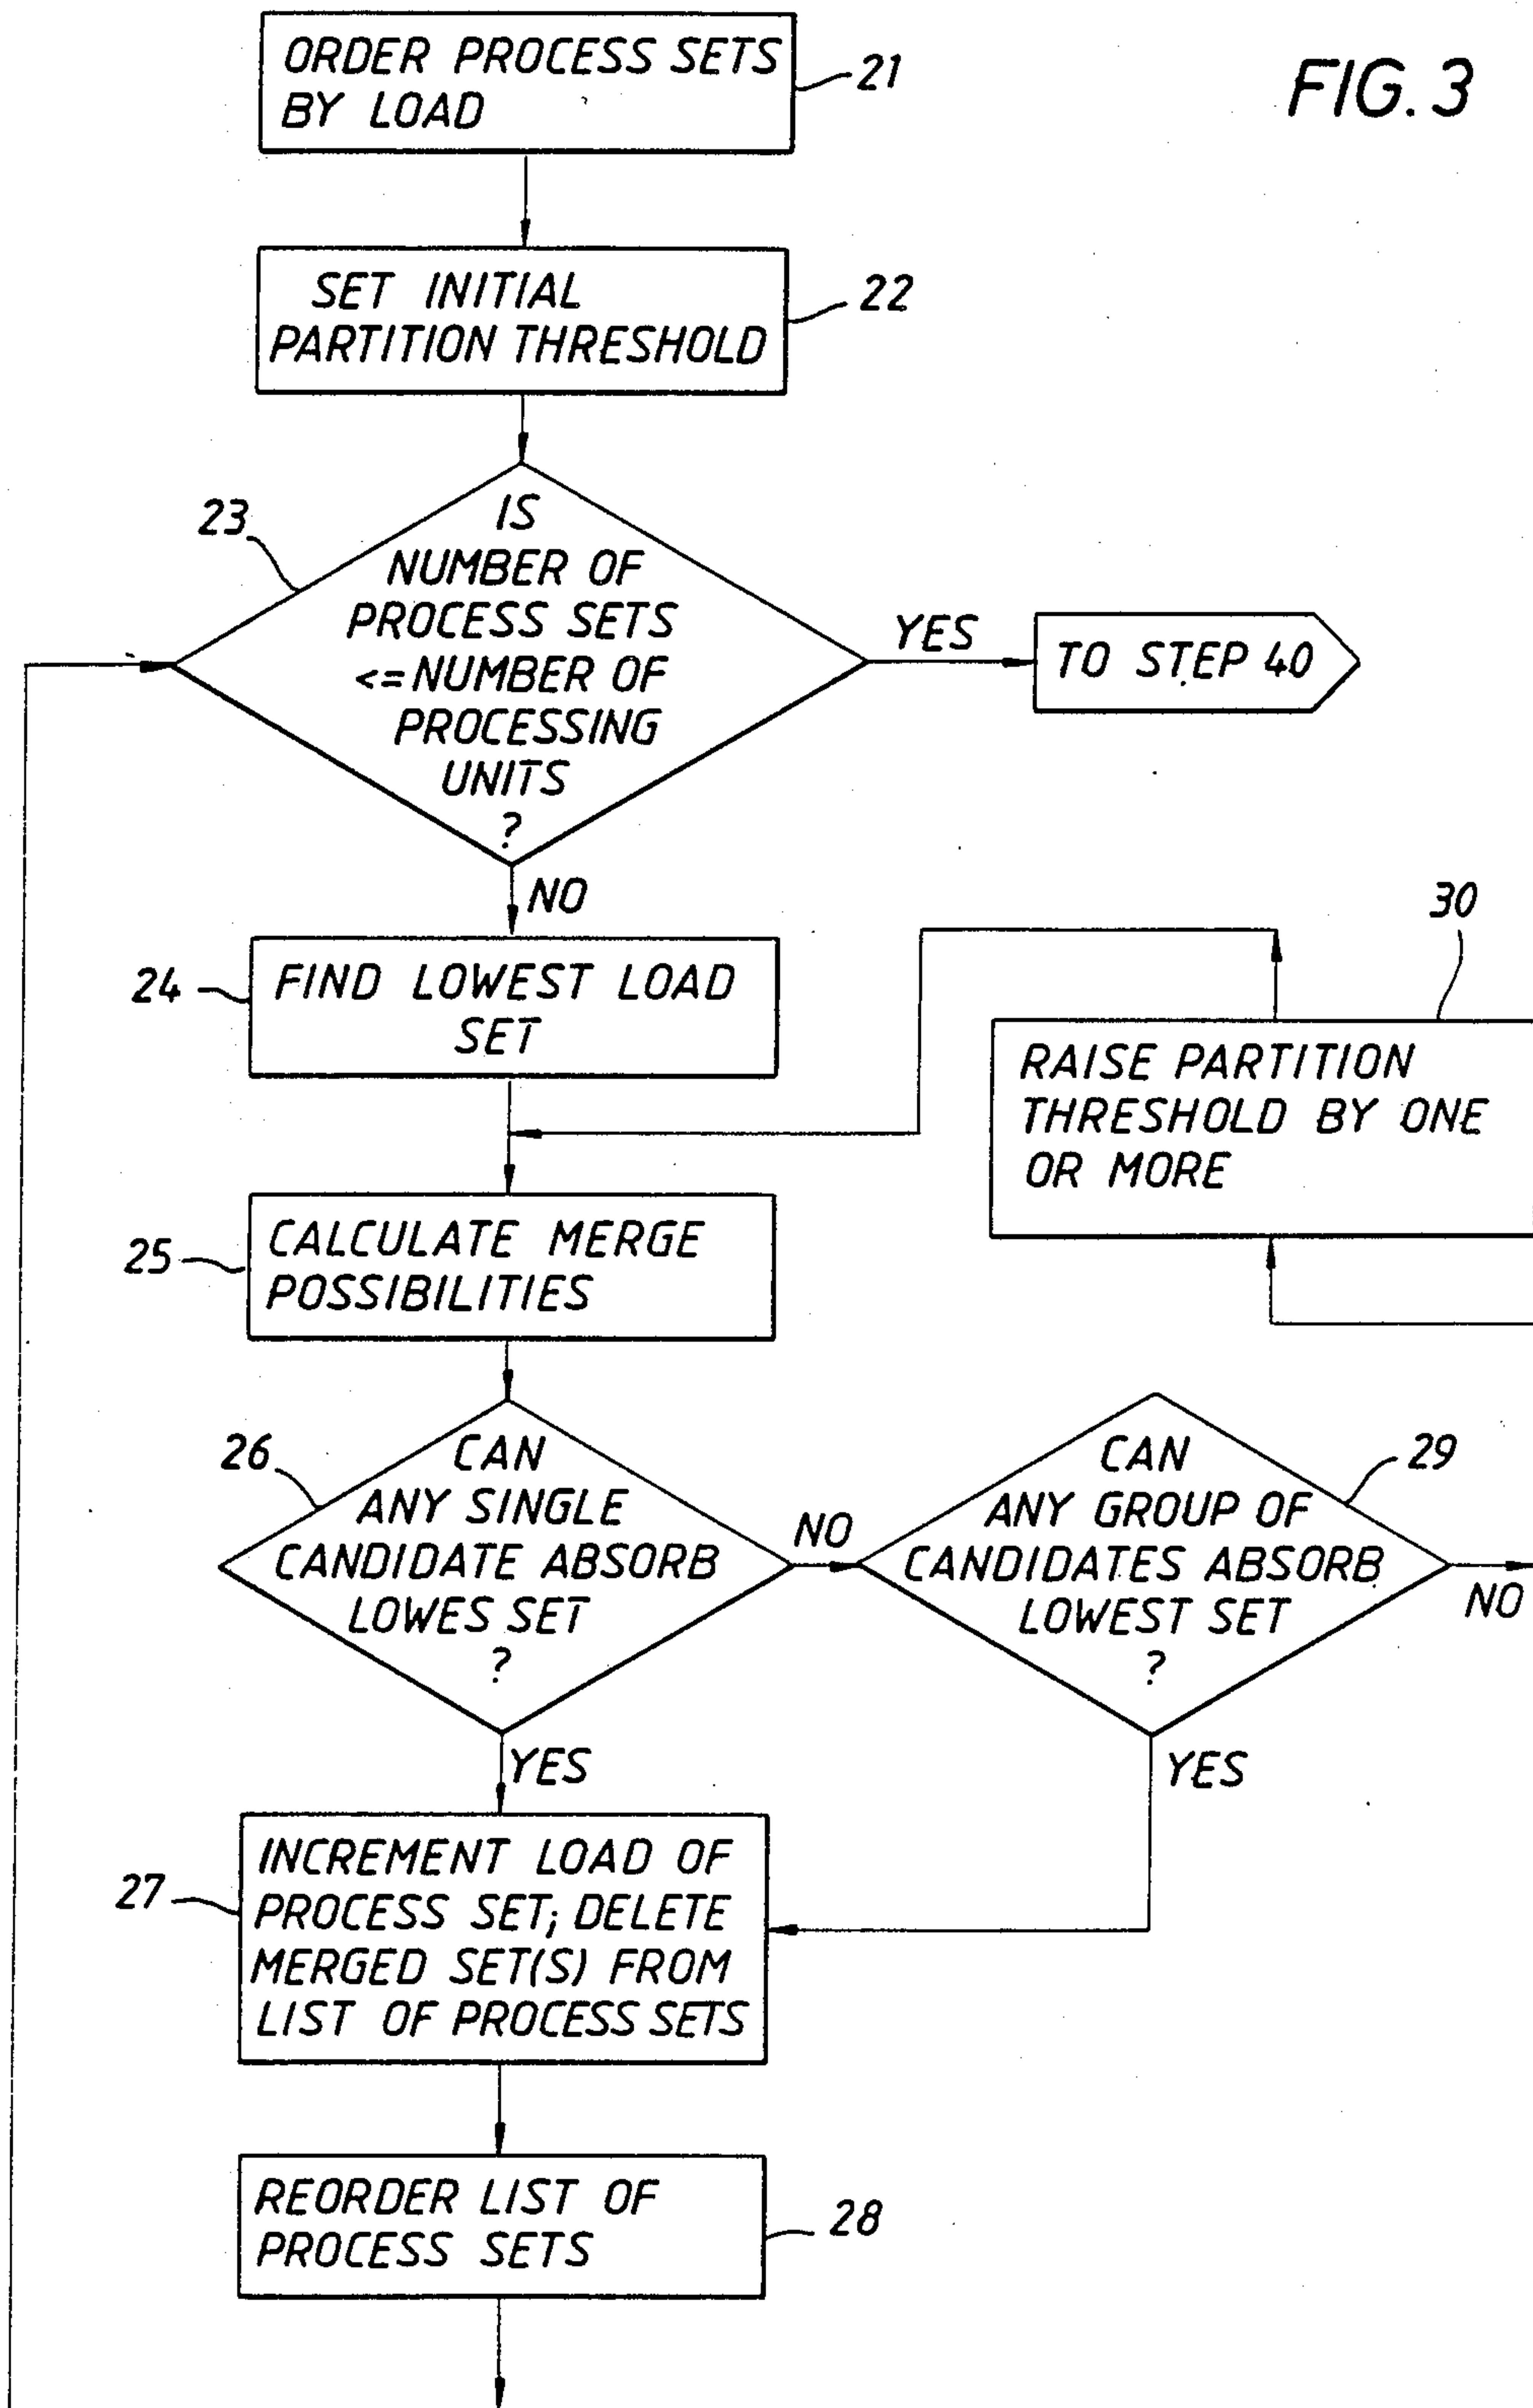 FIG. 3
ORDER PROCESS SETS
BY LOAD
21
SET INITIAL
PARTITION THRESHOLD
22
23
IS
NUMBER OF
PROCESS SETS
<= NUMBER OF
PROCESSING
UNITS
?
YES
TO STEP 40
NO
24
FIND LOWEST LOAD
SET
30
RAISE PARTITION
THRESHOLD BY ONE
OR MORE
25
CALCULATE MERGE
POSSIBILITIES
26
CAN
ANY SINGLE
CANDIDATE ABSORB
LOWES SET
?
NO
29
CAN
ANY GROUP OF
CANDIDATES ABSORB
LOWEST SET
?
NO
YES
YES
27
INCREMENT LOAD OF
PROCESS SET; DELETE
MERGED SET(S) FROM
LIST OF PROCESS SETS
REORDER LIST OF
PROCESS SETS
28